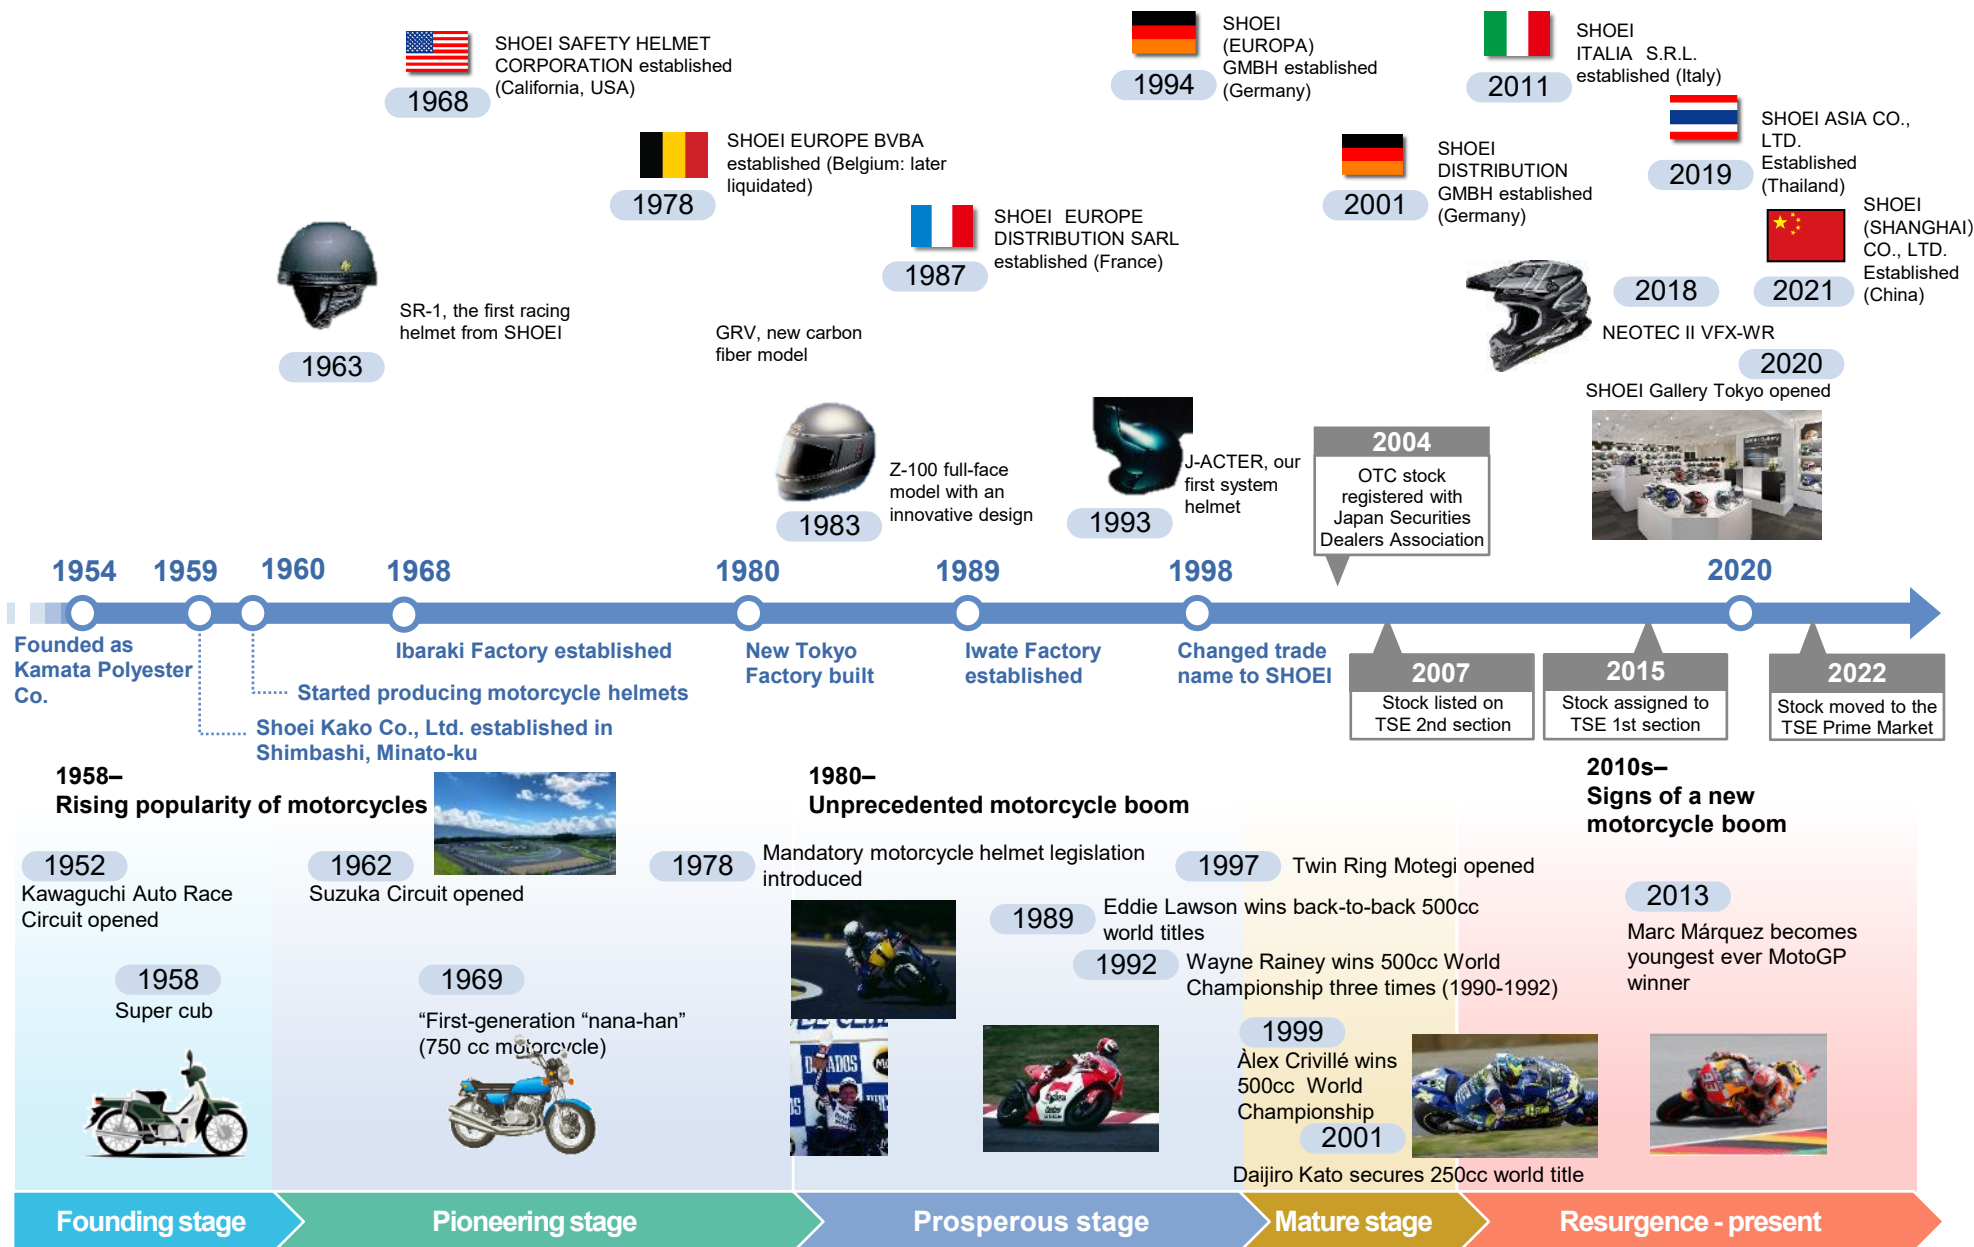 SHOEI SAFETY HELMET
CORPORATION established
(California, USA)
1968
SHOEI EUROPE BVBA
established (Belgium: later
liquidated)
1978
SHOEI EUROPE
DISTRIBUTION SARL
established (France)
1987
SHOEI
(EUROPA)
GMBH established
(Germany)
1994
SHOEI
DISTRIBUTION
GMBH established
(Germany)
2001
SHOEI
ITALIA S.R.L.
established (Italy)
2011
SHOEI ASIA CO.,
LTD.
Established
(Thailand)
2019
SHOEI
(SHANGHAI)
CO., LTD.
Established
(China)
2021
SR-1, the first racing
helmet from SHOEI
1963
GRV, new carbon
fiber model
Z-100 full-face
model with an
innovative design
1983
J-ACTER, our
first system
helmet
1993
2018
NEOTEC II VFX-WR
2020
SHOEI Gallery Tokyo opened
2004
OTC stock
registered with
Japan Securities
Dealers Association
1954
1959
1960
1968
1980
1989
1998
2020
Founded as
Kamata Polyester
Co.
Ibaraki Factory established
Started producing motorcycle helmets
Shoei Kako Co., Ltd. established in
Shimbashi, Minato-ku
New Tokyo
Factory built
Iwate Factory
established
Changed trade
name to SHOEI
2007
Stock listed on
TSE 2nd section
2015
Stock assigned to
TSE 1st section
2022
Stock moved to the
TSE Prime Market
1958–
Rising popularity of motorcycles
1980–
Unprecedented motorcycle boom
2010s–
Signs of a new
motorcycle boom
1952
Kawaguchi Auto Race
Circuit opened
1958
Super cub
1962
Suzuka Circuit opened
1969
“First-generation “nana-han”
(750 cc motorcycle)
1978
Mandatory motorcycle helmet legislation
introduced
1989
Eddie Lawson wins back-to-back 500cc
world titles
1992
Wayne Rainey wins 500cc World
Championship three times (1990-1992)
1997
Twin Ring Motegi opened
1999
Àlex Crivillé wins
500cc World
Championship
2001
Daijiro Kato secures 250cc world title
2013
Marc Márquez becomes
youngest ever MotoGP
winner
Founding stage
Pioneering stage
Prosperous stage
Mature stage
Resurgence - present